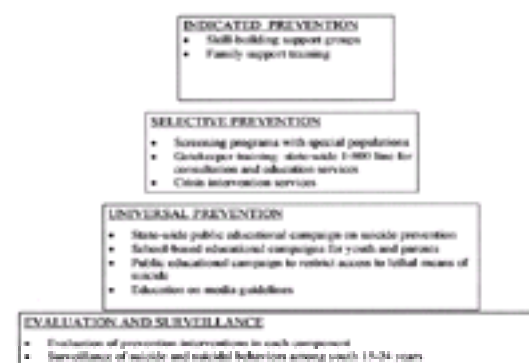 INDICATED PREVENTION
• Skill-building support groups
• Family support training
SELECTIVE PREVENTION
• Screening programs with special populations
• Gatekeeper training state-wide 1-800 line for
consultation and education services
• Crisis intervention services
UNIVERSAL PREVENTION
• State-wide public educational campaign on suicide prevention
• School-based educational campaigns for youth and parents
• Public educational campaign to restrict access to lethal means of
suicide
• Education on media guidelines
EVALUATION AND SURVEILLANCE
• Evaluation of prevention interventions in each component
• Surveillance of suicide and suicidal behaviors among youth 15-24 years